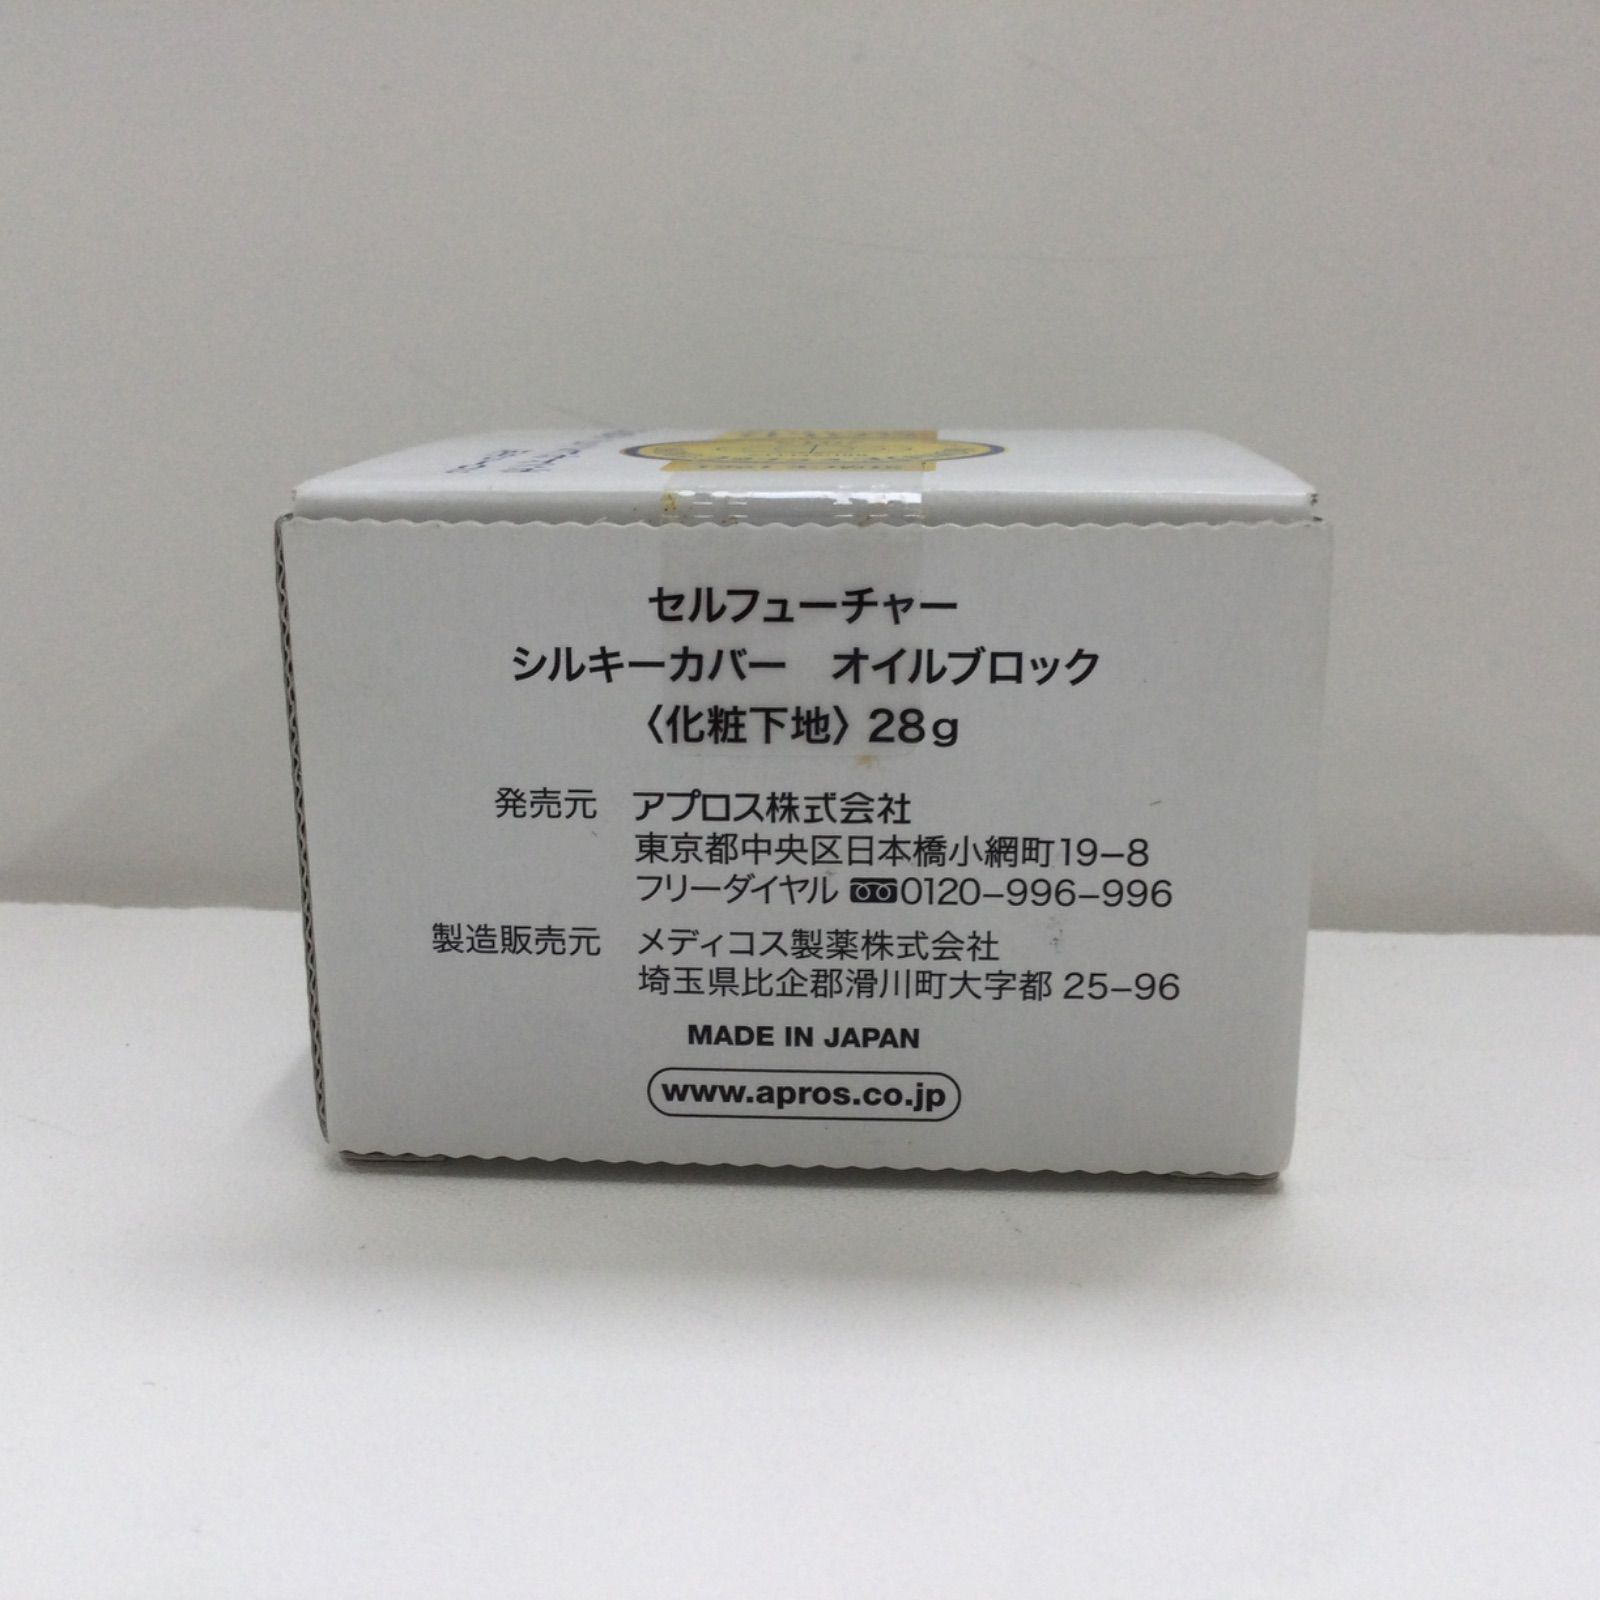 セルフューチャー
シルキーカバー　オイルブロック
〈化粧下地〉28g
発売元 アプロス株式会社
東京都中央区日本橋小網町19−8
フリーダイヤル 0120−996−996
製造販売元 メディコス製薬株式会社
埼玉県比企郡滑川町大字都 25−96
MADE IN JAPAN
www.apros.co.jp